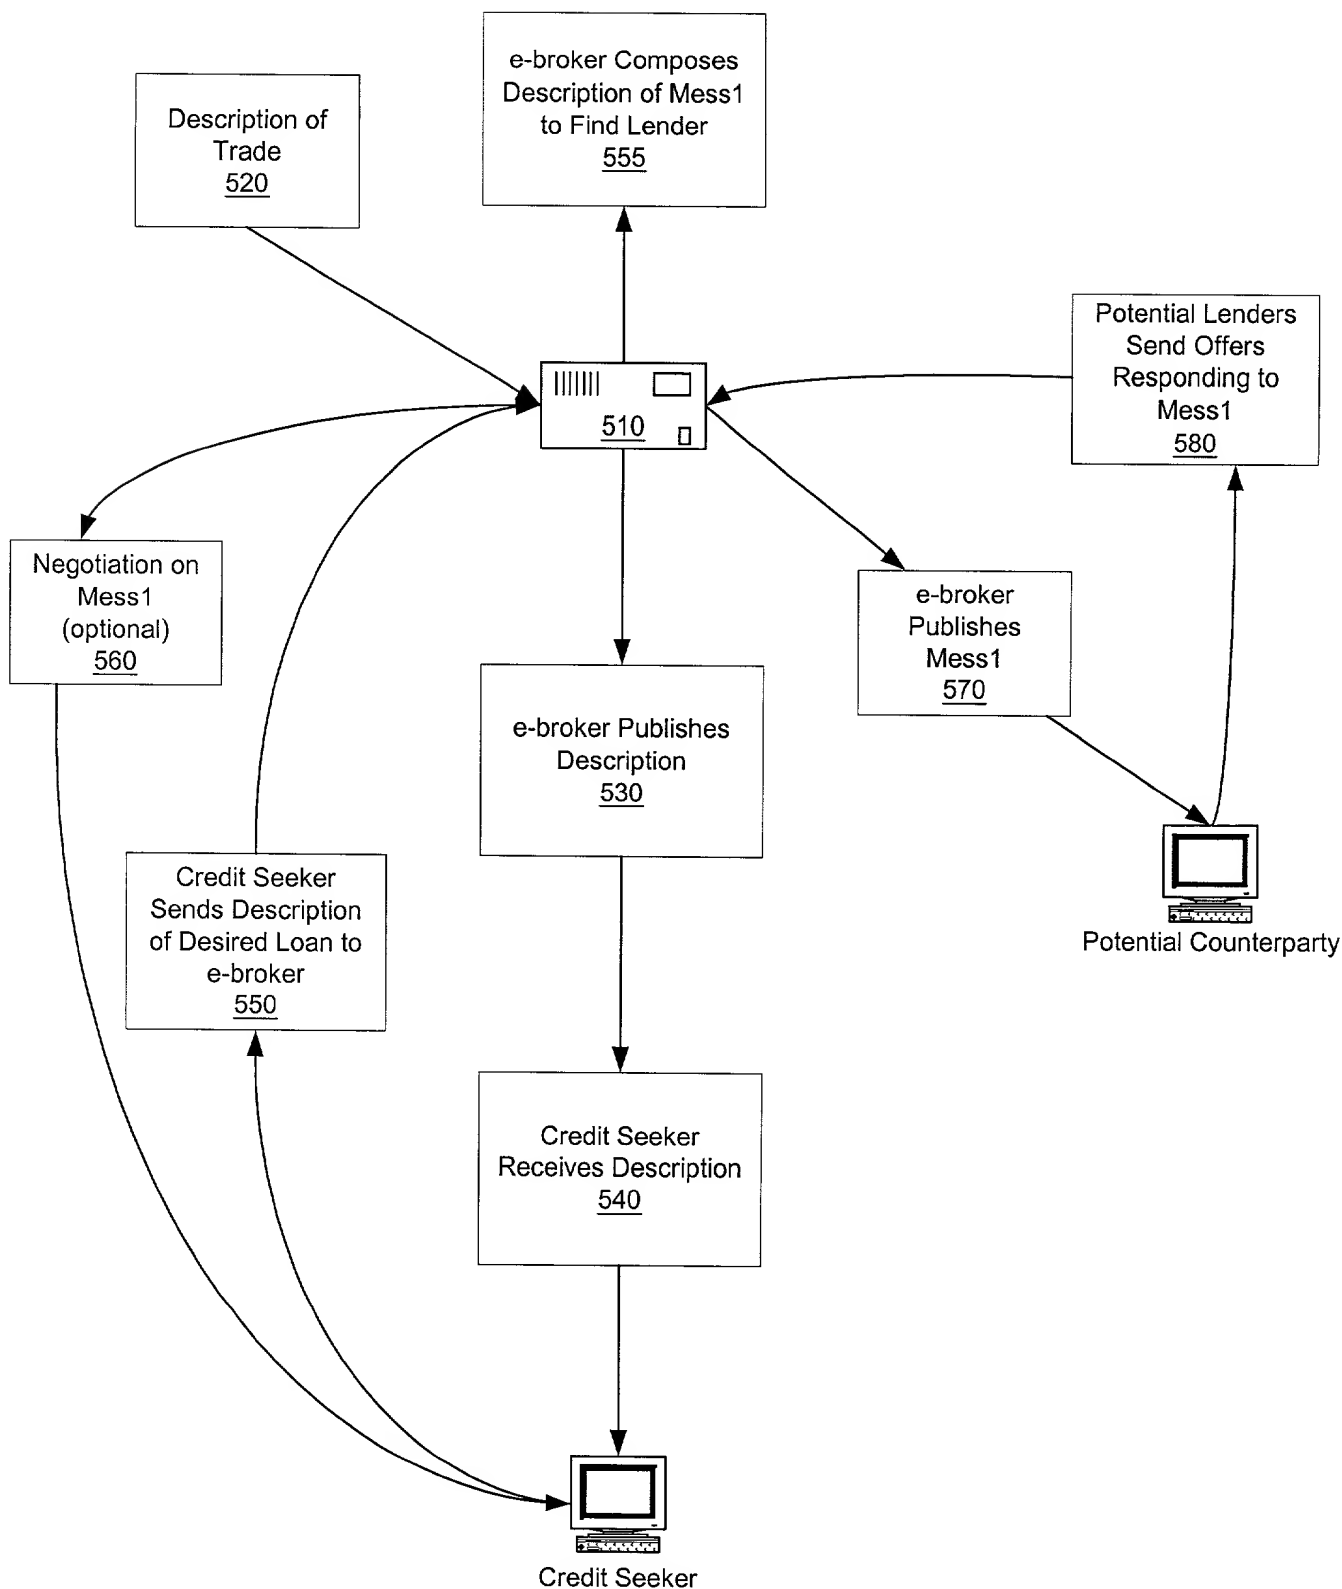 e-broker Composes
Description of Mess1
to Find Lender
555
Description of
Trade
520
Potential Lenders
Send Offers
Responding to
Mess1
580
510
Negotiation on
Mess1
(optional)
560
e-broker
Publishes
Mess1
570
e-broker Publishes
Description
530
Credit Seeker
Sends Description
of Desired Loan to
e-broker
550
Potential Counterparty
Credit Seeker
Receives Description
540
Credit Seeker